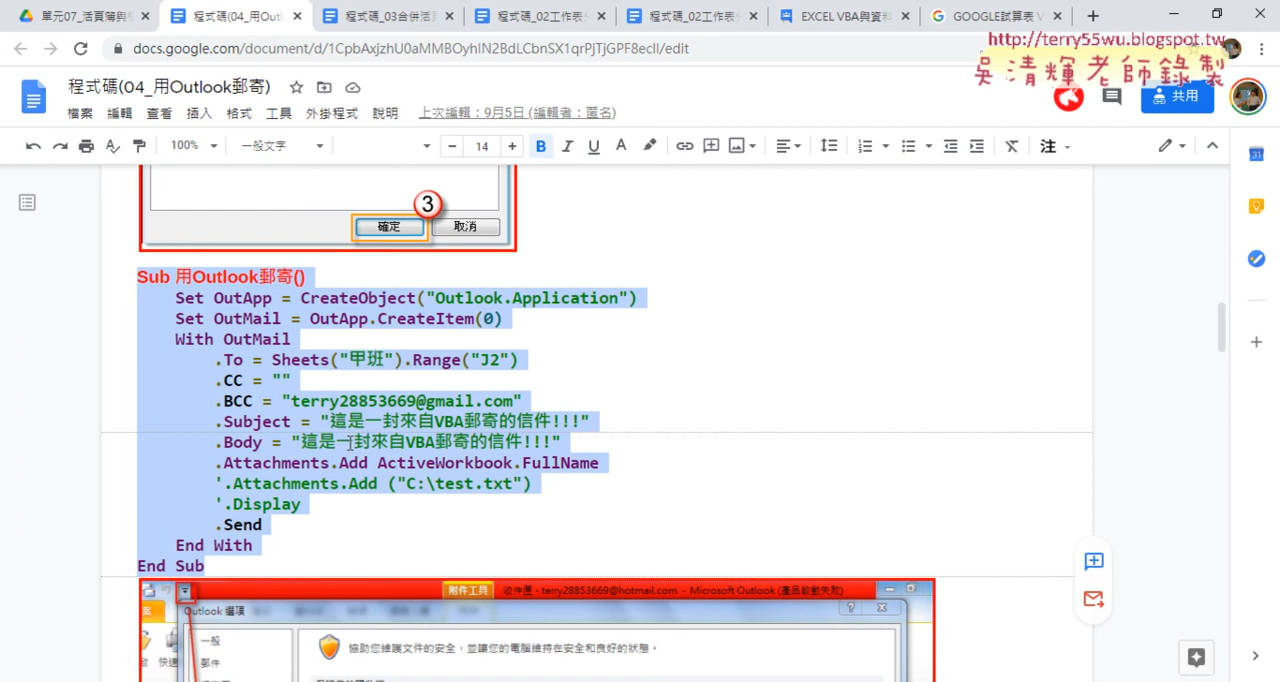 單元07_活頁簿與
程式碼(04_用Out
程式碼_03合併活頁
程式碼_02工作表分
程式碼_02工作表分
EXCEL VBA與資料
GOOGLE試算表 V
docs.google.com/document/d/1CpbAxjzhU0aMMBOyhIN2BdLCbnSX1qrPjTjGPF8ecII/edit
http://terry55wu.blogspot.tw
吳清輝老師錄製
程式碼(04_用Outlook郵寄)
檔案 編輯 查看 插入 格式 工具 外掛程式 說明 上次編輯：9月5日 (編輯者：匿名)
共用
100% 一般文字 14 B I U A 注
3
確定 取消
Sub 用Outlook郵寄()
Set OutApp = CreateObject("Outlook.Application")
Set OutMail = OutApp.CreateItem(0)
With OutMail
.To = Sheets("甲班").Range("J2")
.CC = ""
.BCC = "terry28853669@gmail.com"
.Subject = "這是一封來自VBA郵寄的信件!!!"
.Body = "這是一封來自VBA郵寄的信件!!!"
.Attachments.Add ActiveWorkbook.FullName
'.Attachments.Add ("C:\test.txt")
'.Display
.Send
End With
End Sub
附件工具 收件匣 - terry28853669@hotmail.com - Microsoft Outlook (產品啟動失敗)
Outlook 選項
一般
協助您維護文件的安全，並讓您的電腦維持在安全和良好的狀態。
郵件